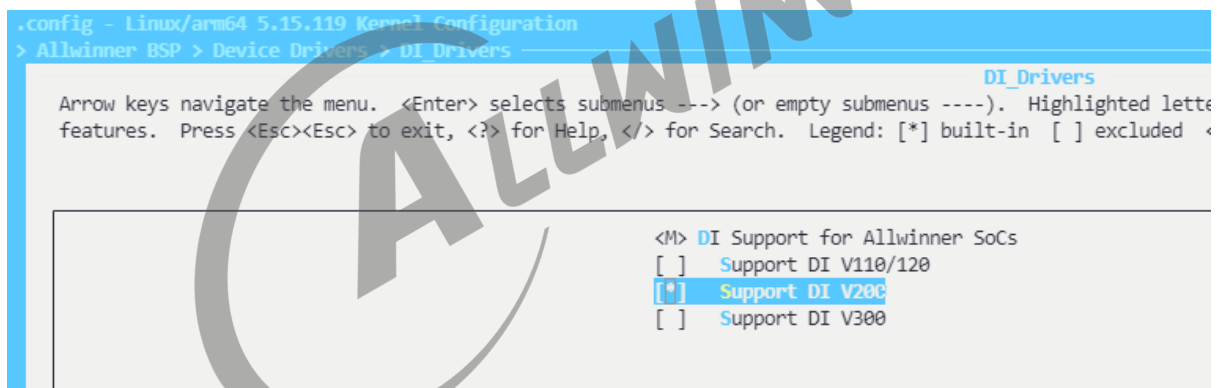 .config - Linux/arm64 5.15.119 Kernel Configuration
> Allwinner BSP > Device Drivers > DI_Drivers
DI_Drivers
Arrow keys navigate the menu. <Enter> selects submenus ---> (or empty submenus ----). Highlighted lette
features. Press <Esc><Esc> to exit, <?> for Help, </> for Search. Legend: [*] built-in [ ] excluded <
<M> DI Support for Allwinner SoCs
[ ] Support DI V110/120
[*] Support DI V20C
[ ] Support DI V300
ALLWIN